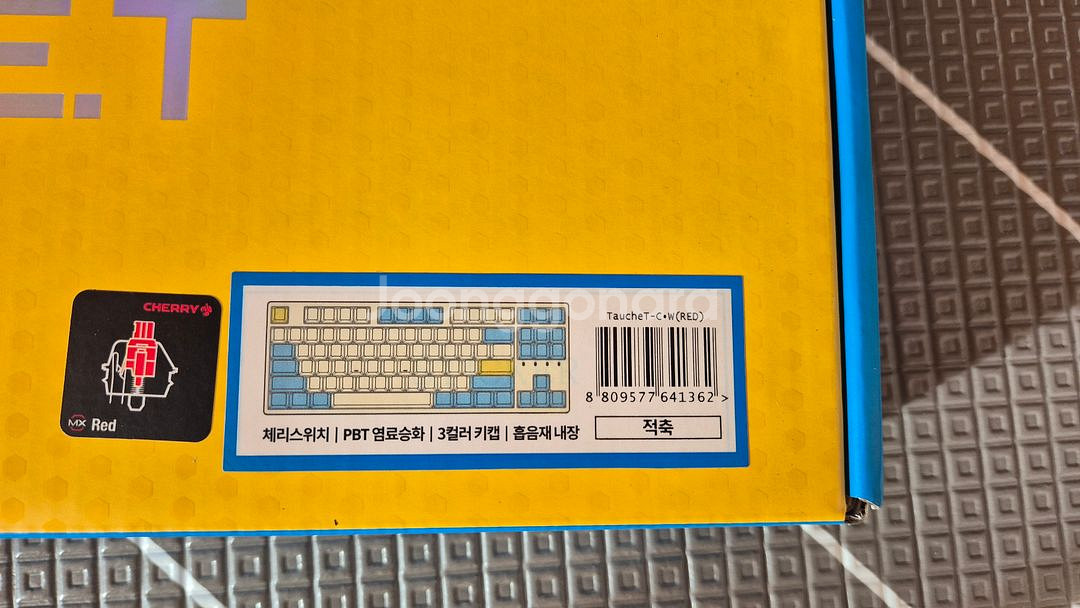 E.T
Joonggonara
CHERRY
MX Red
TaucheT-C•W(RED)
8 809577 641362 >
적축
체리스위치 | PBT 염료승화 | 3컬러 키캡 | 흡음재 내장